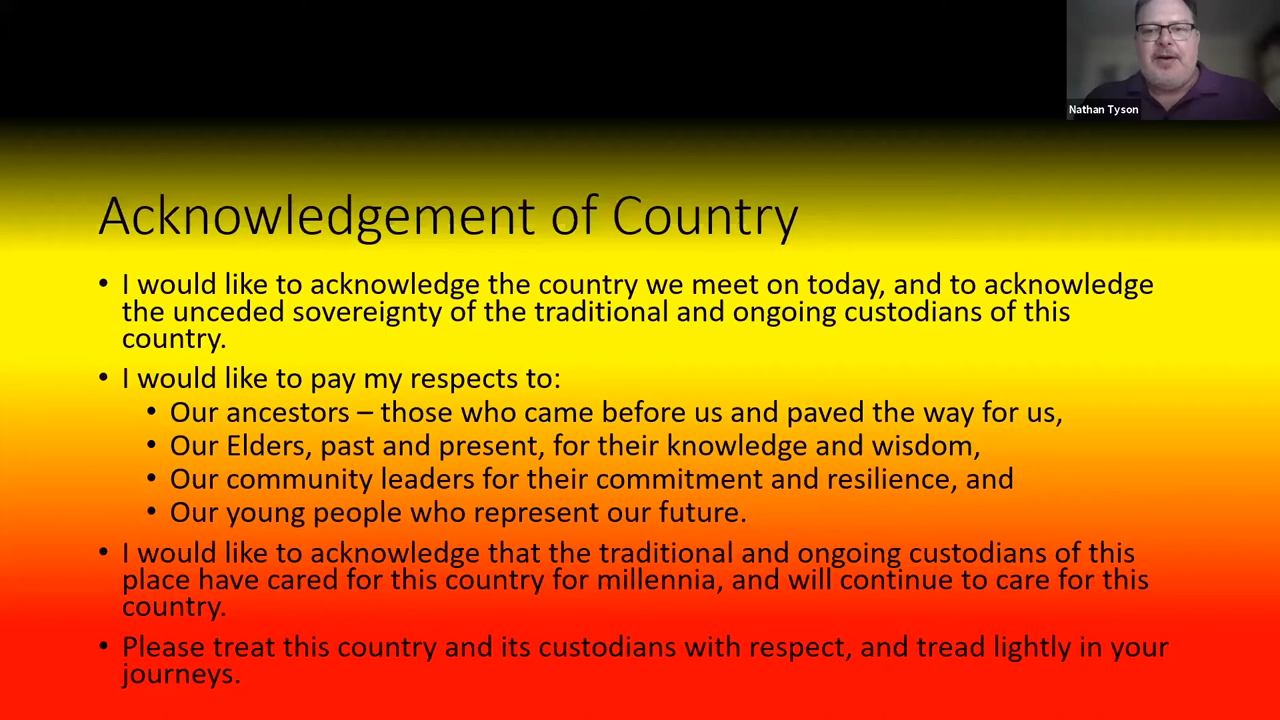 Nathan Tyson
Acknowledgement of Country
• I would like to acknowledge the country we meet on today, and to acknowledge
the unceded sovereignty of the traditional and ongoing custodians of this
country.
• I would like to pay my respects to:
• Our ancestors – those who came before us and paved the way for us,
• Our Elders, past and present, for their knowledge and wisdom,
• Our community leaders for their commitment and resilience, and
• Our young people who represent our future.
• I would like to acknowledge that the traditional and ongoing custodians of this
place have cared for this country for millennia, and will continue to care for this
country.
• Please treat this country and its custodians with respect, and tread lightly in your
journeys.